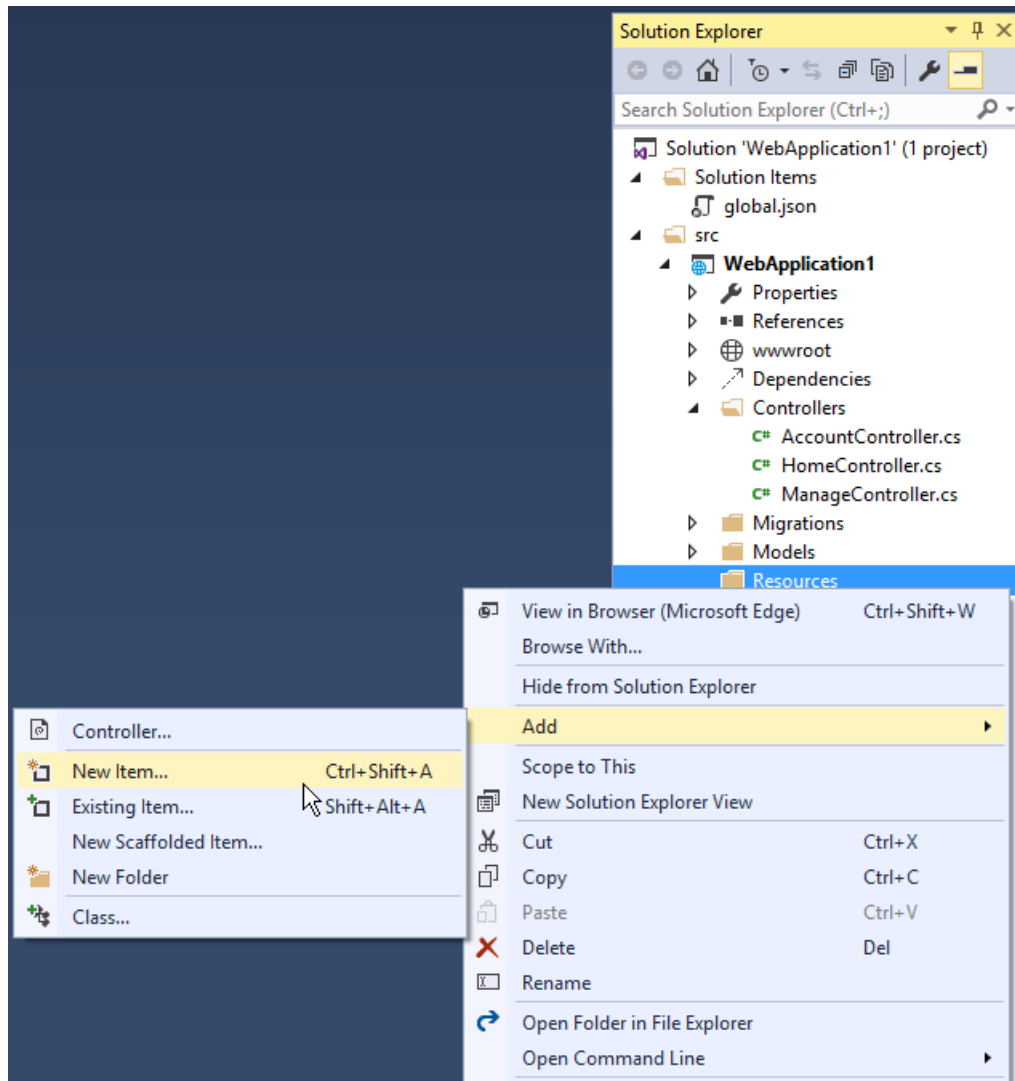 Solution Explorer
Search Solution Explorer (Ctrl+;)
Solution 'WebApplication1' (1 project)
Solution Items
global.json
src
WebApplication1
Properties
References
wwwroot
Dependencies
Controllers
C# AccountController.cs
C# HomeController.cs
C# ManageController.cs
Migrations
Models
Resources
View in Browser (Microsoft Edge) Ctrl+Shift+W
Browse With...
Hide from Solution Explorer
Add
Scope to This
New Solution Explorer View
Cut Ctrl+X
Copy Ctrl+C
Paste Ctrl+V
Delete Del
Rename
Open Folder in File Explorer
Open Command Line
Controller...
New Item... Ctrl+Shift+A
Existing Item... Shift+Alt+A
New Scaffolded Item...
New Folder
Class...